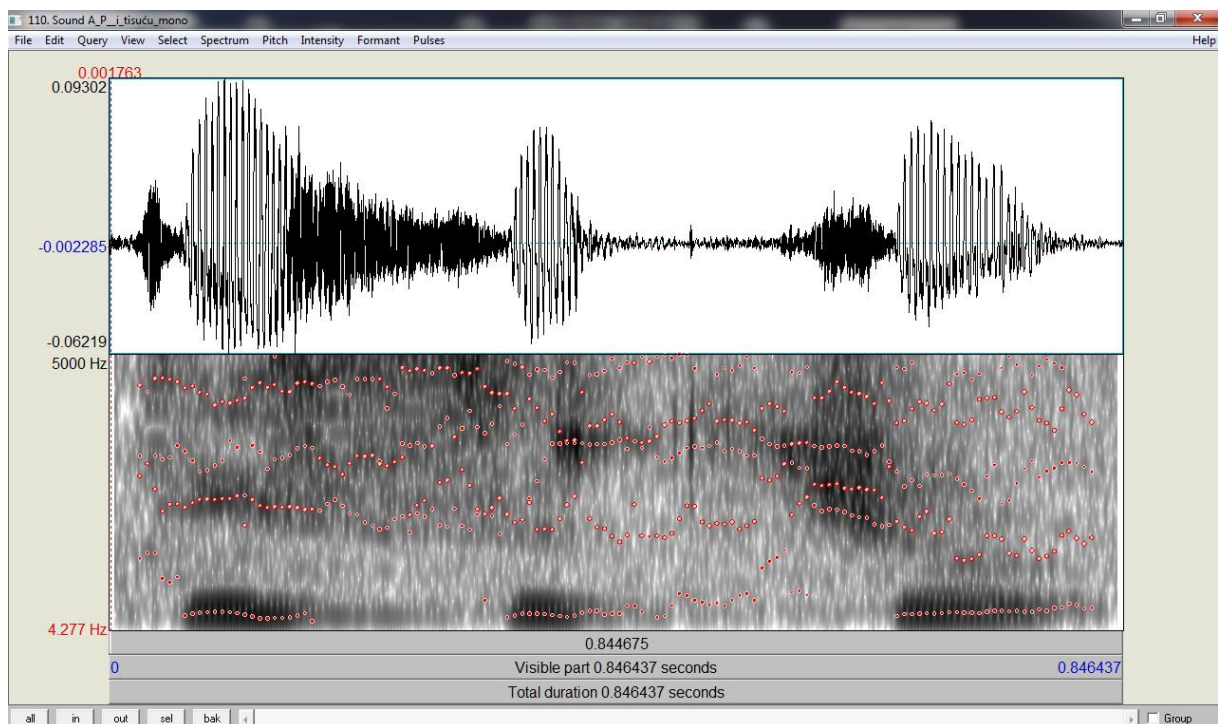 110. Sound A_P__i_tisuću_mono
File Edit Query View Select Spectrum Pitch Intensity Formant Pulses Help
0.001763
0.09302
-0.002285
-0.06219
5000 Hz
4.277 Hz
0.844675
0 Visible part 0.846437 seconds 0.846437
Total duration 0.846437 seconds
all in out sel bak Group